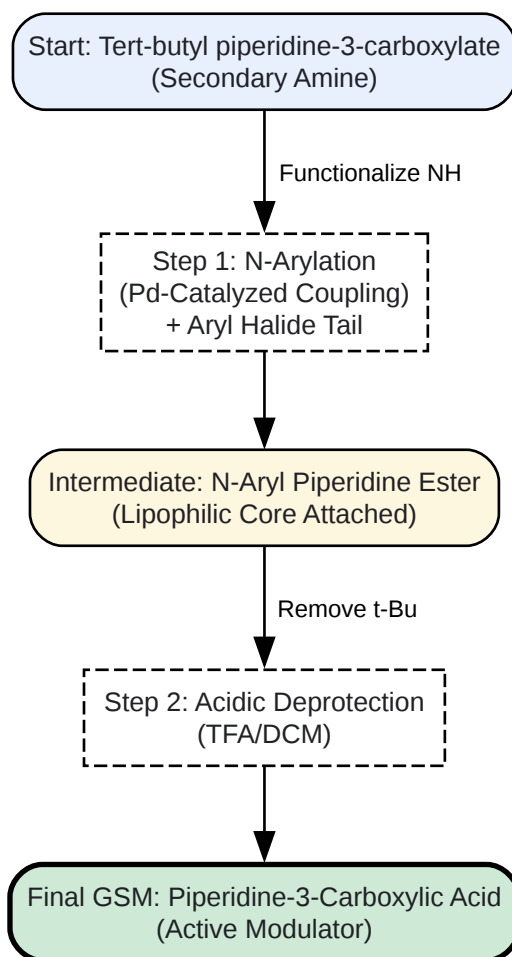 Start: Tert-butyl piperidine-3-carboxylate
(Secondary Amine)
Functionalize NH
Step 1: N-Arylation
(Pd-Catalyzed Coupling)
+ Aryl Halide Tail
Intermediate: N-Aryl Piperidine Ester
(Lipophilic Core Attached)
Remove t-Bu
Step 2: Acidic Deprotection
(TFA/DCM)
Final GSM: Piperidine-3-Carboxylic Acid
(Active Modulator)